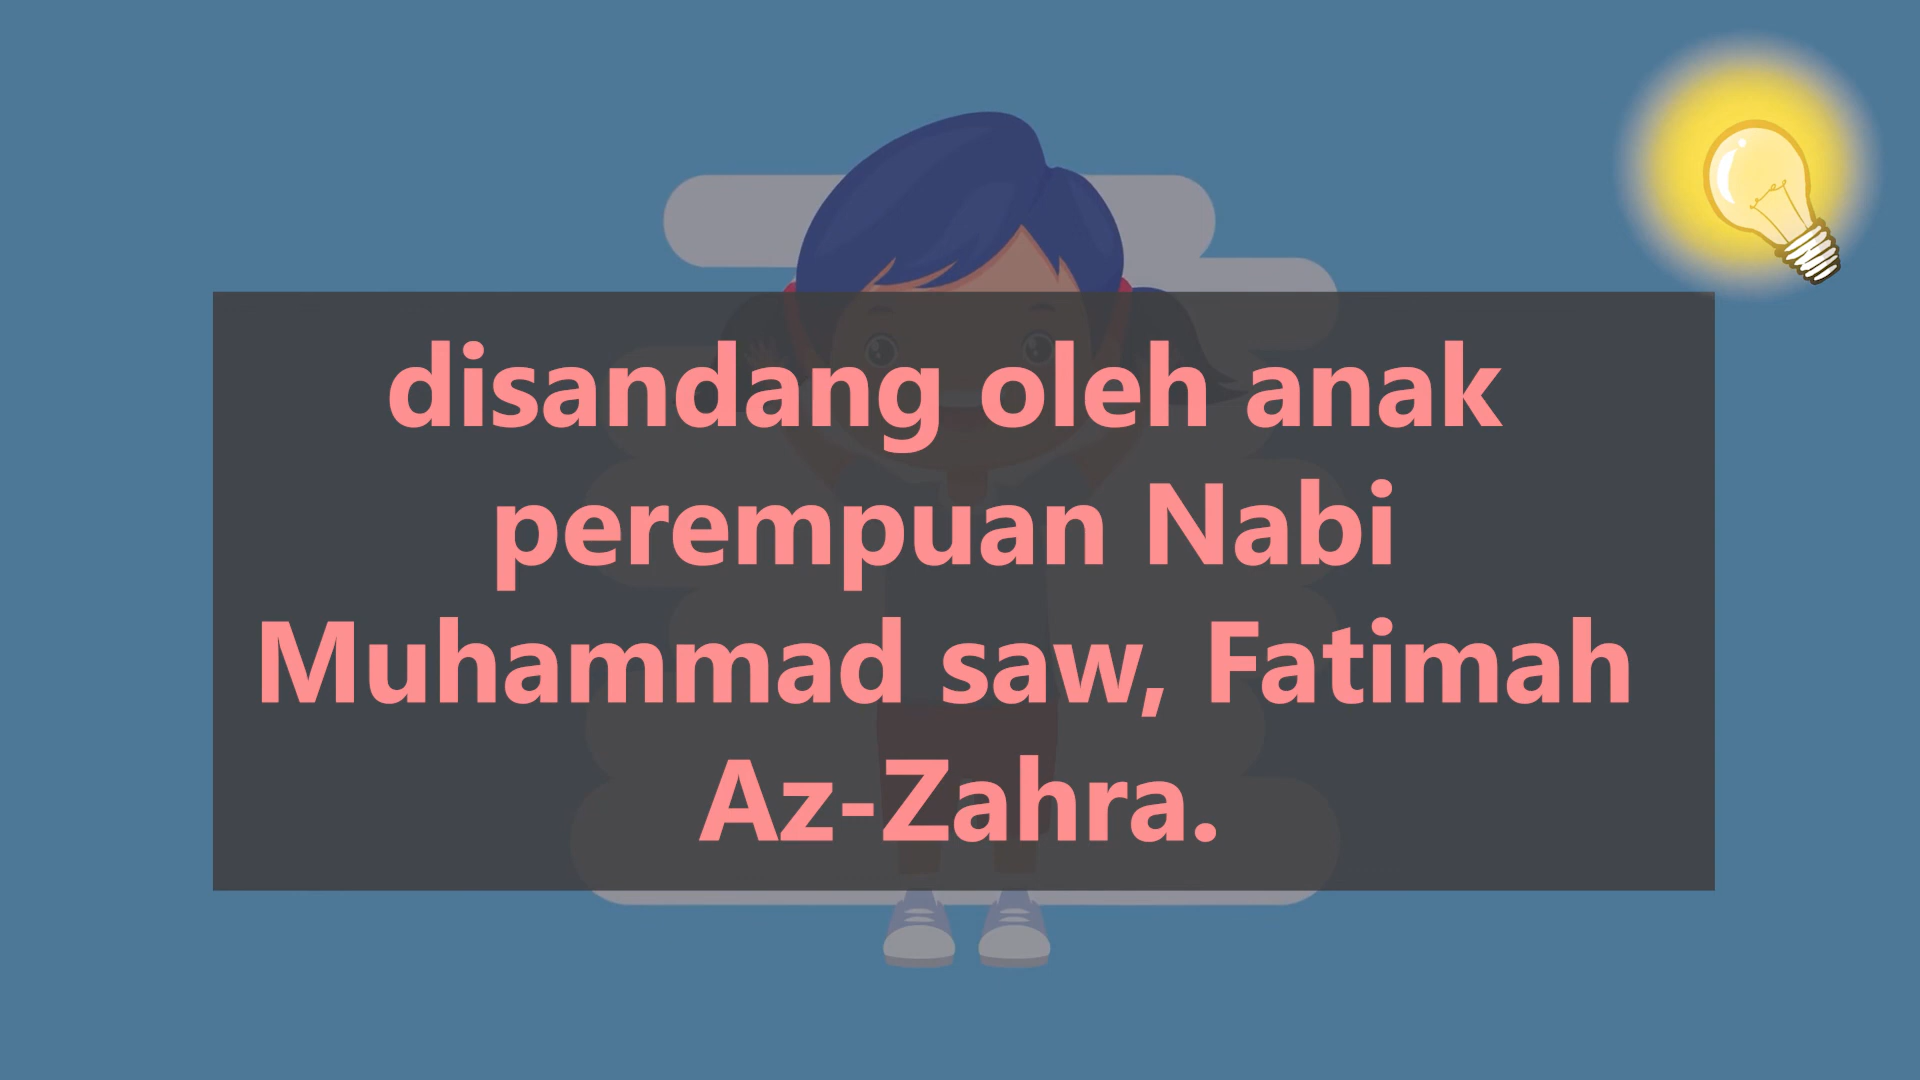 disandang oleh anak
perempuan Nabi
Muhammad saw, Fatimah
Az-Zahra.